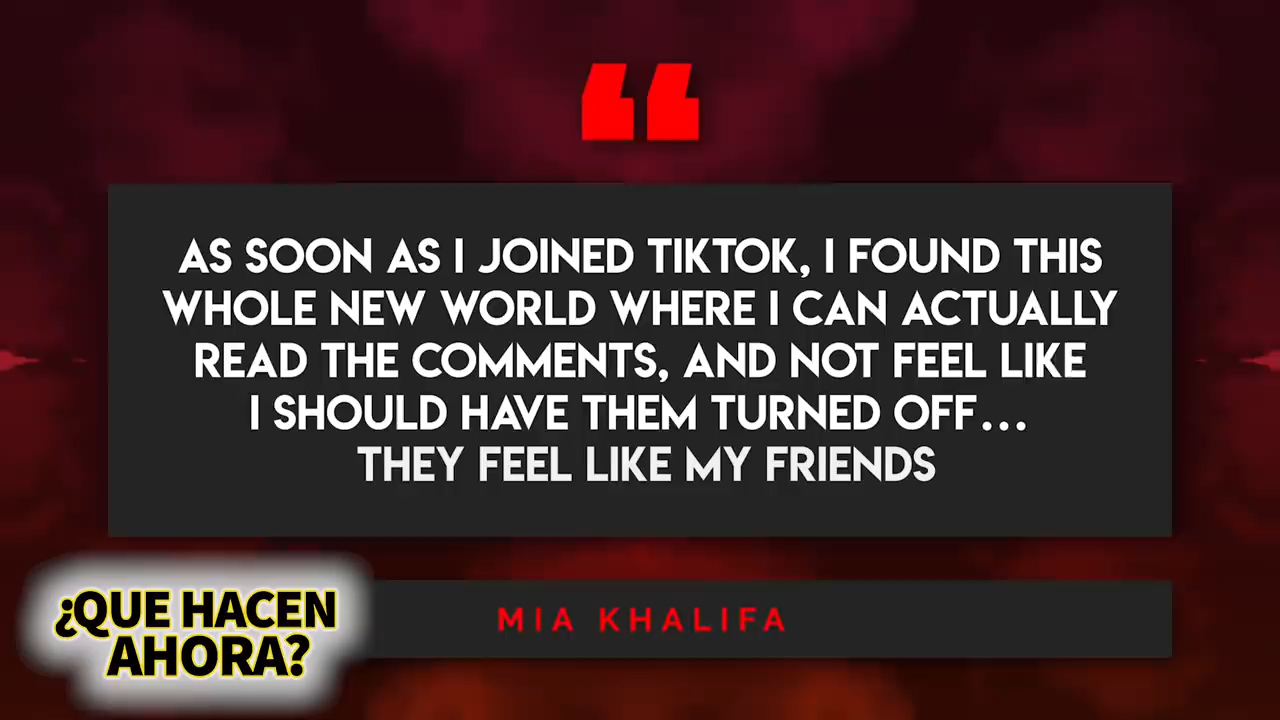 “
AS SOON AS I JOINED TIKTOK, I FOUND THIS
WHOLE NEW WORLD WHERE I CAN ACTUALLY
READ THE COMMENTS, AND NOT FEEL LIKE
I SHOULD HAVE THEM TURNED OFF...
THEY FEEL LIKE MY FRIENDS
MIA KHALIFA
¿QUE HACEN
AHORA?